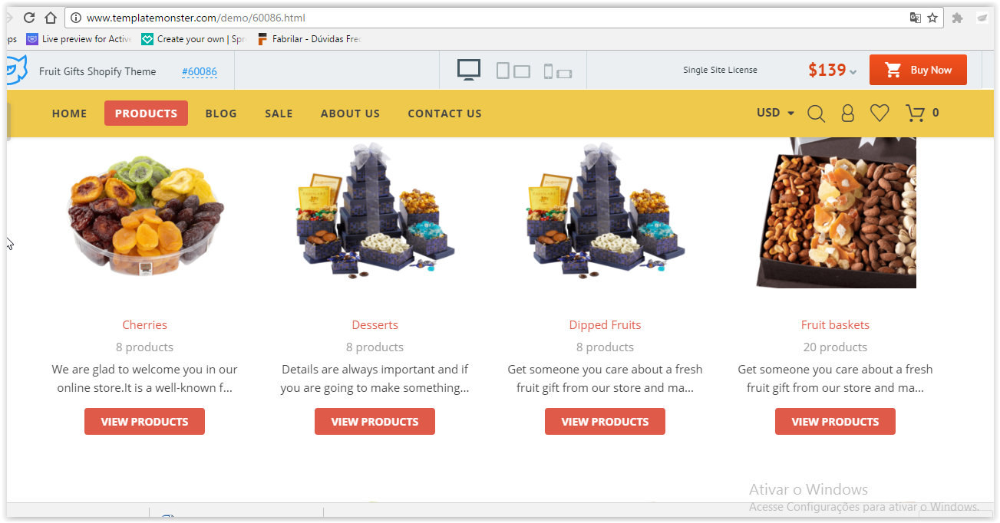 www.templatemonster.com/demo/60086.html
Live preview for Active
Create your own | Spr
Fabrilar - Dúvidas Freq
Fruit Gifts Shopify Theme #60086 Single Site License $139 Buy Now
HOME PRODUCTS BLOG SALE ABOUT US CONTACT US USD 0
Cherries Desserts Dipped Fruits Fruit baskets
8 products 8 products 8 products 20 products
We are glad to welcome you in our Details are always important and if Get someone you care about a fresh Get someone you care about a fresh
online store.It is a well-known f... you are going to make something... fruit gift from our store and ma... fruit gift from our store and ma...
VIEW PRODUCTS VIEW PRODUCTS VIEW PRODUCTS VIEW PRODUCTS
Ativar o Windows
Acesse Configurações para ativar o Windows.